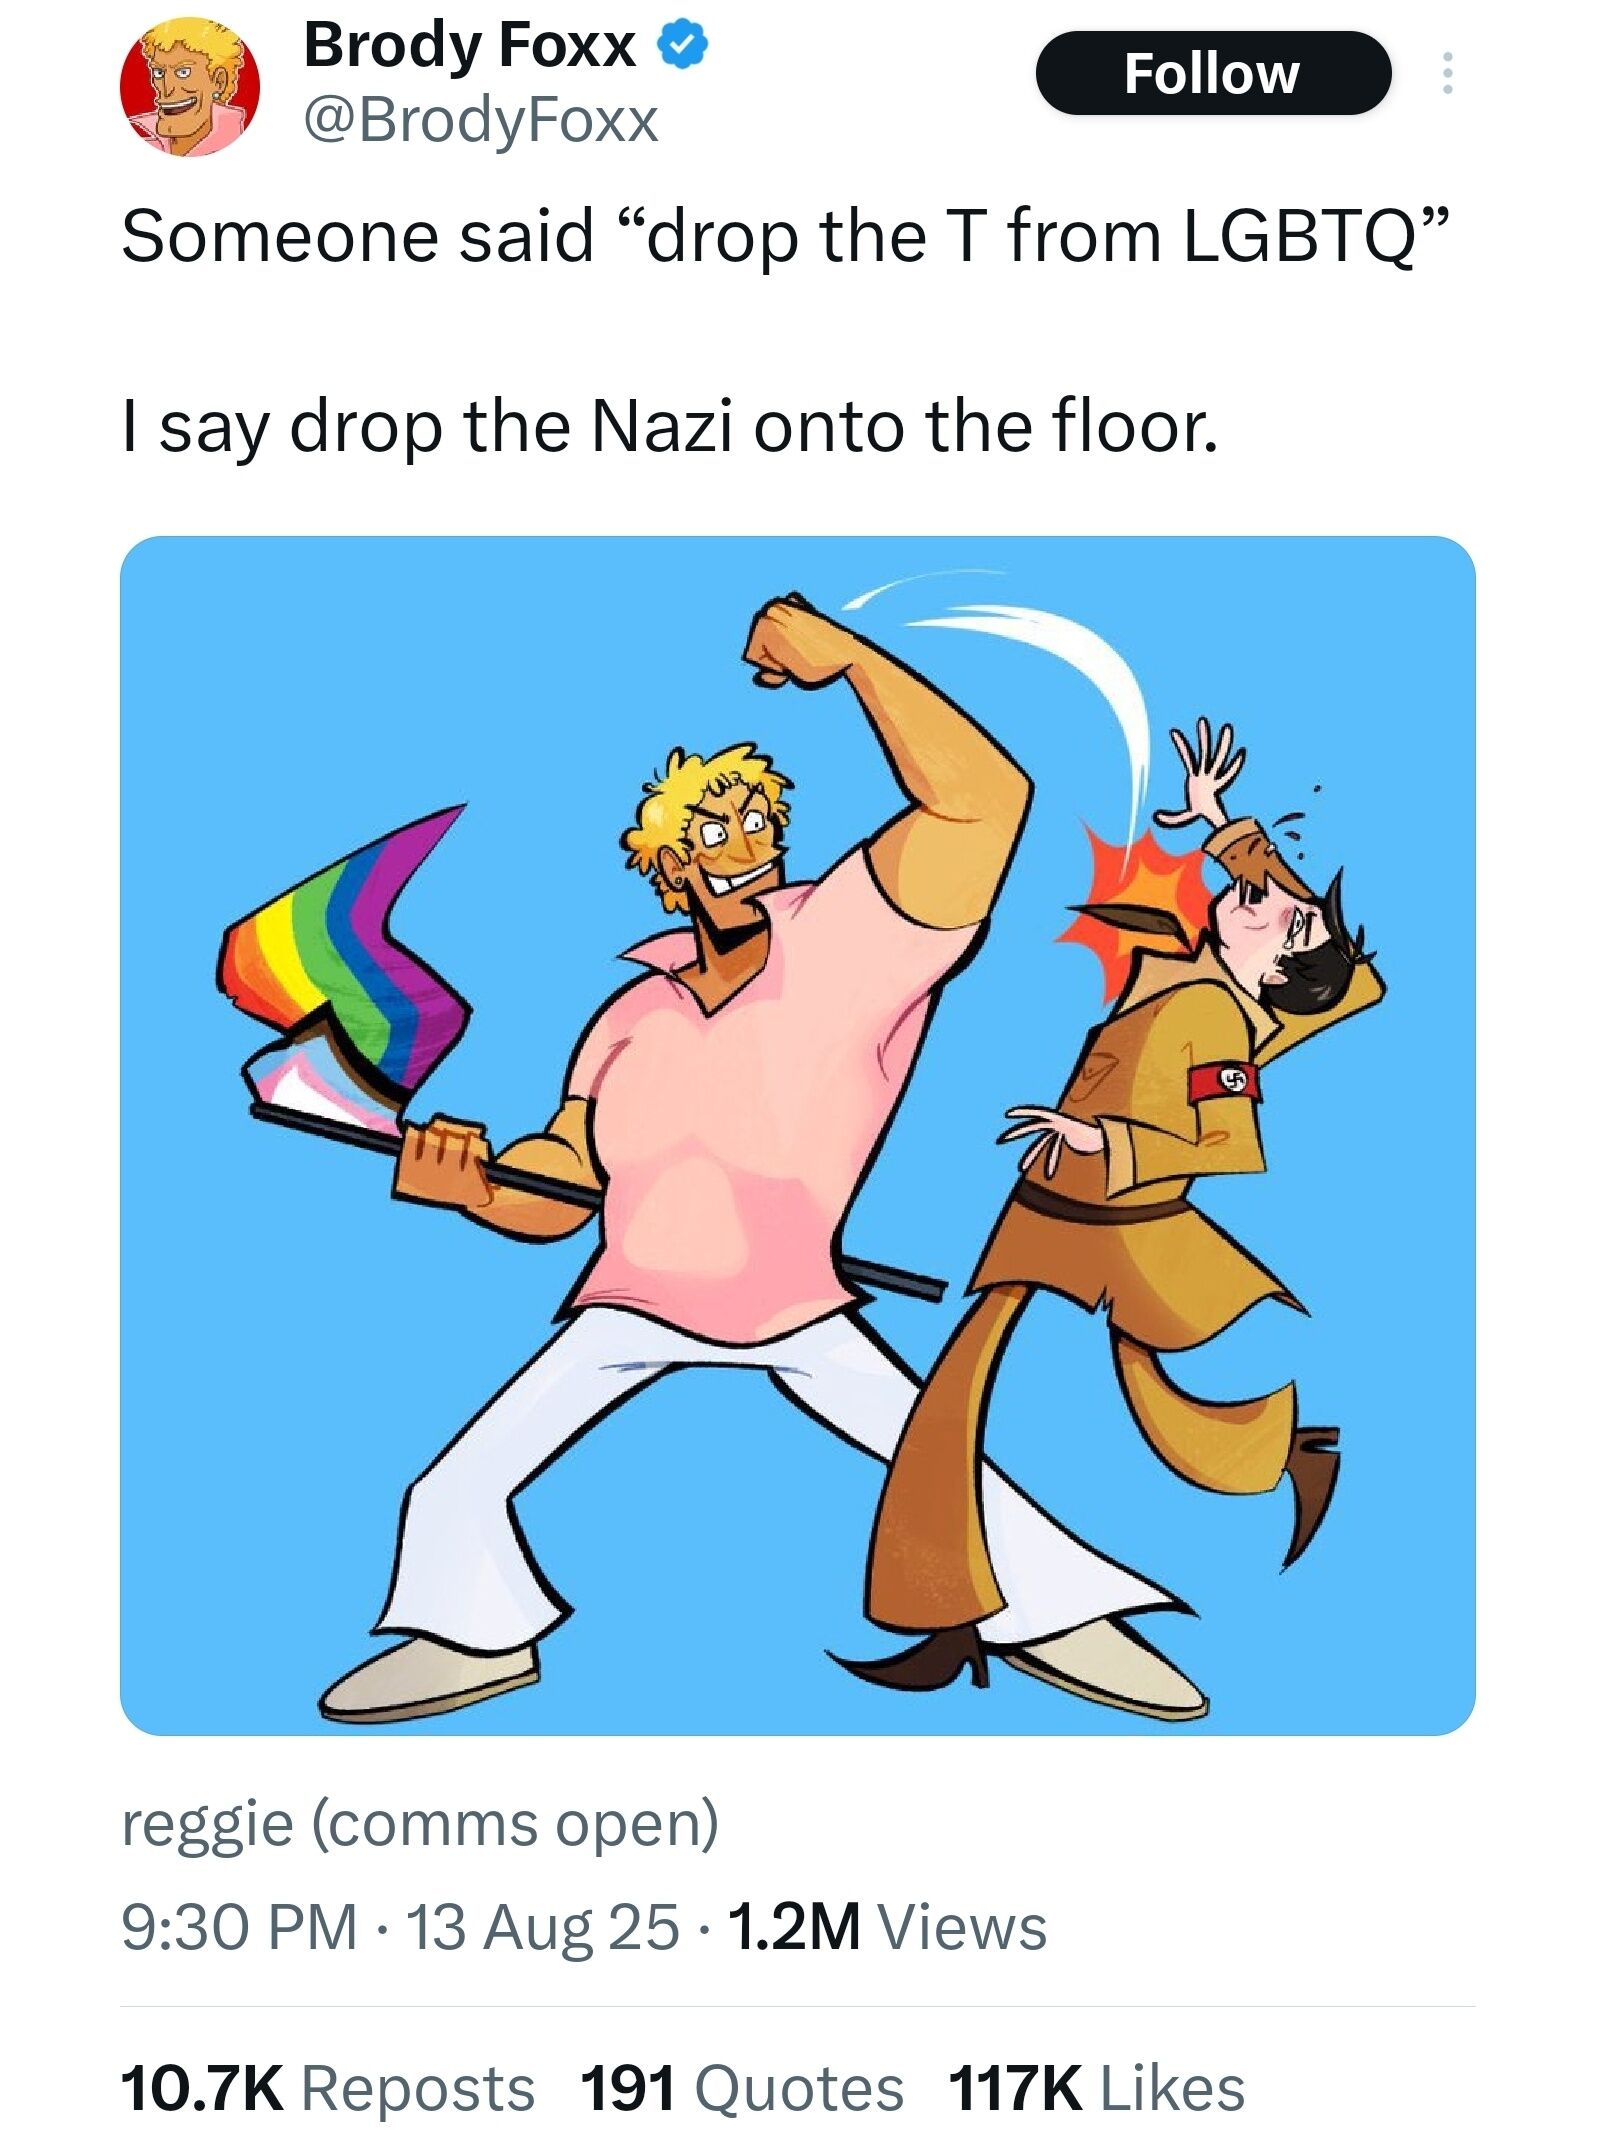 Brody Foxx
@BrodyFoxx
Follow
Someone said “drop the T from LGBTQ”
I say drop the Nazi onto the floor.
reggie (comms open)
9:30 PM · 13 Aug 25 · 1.2M Views
10.7K Reposts 191 Quotes 117K Likes